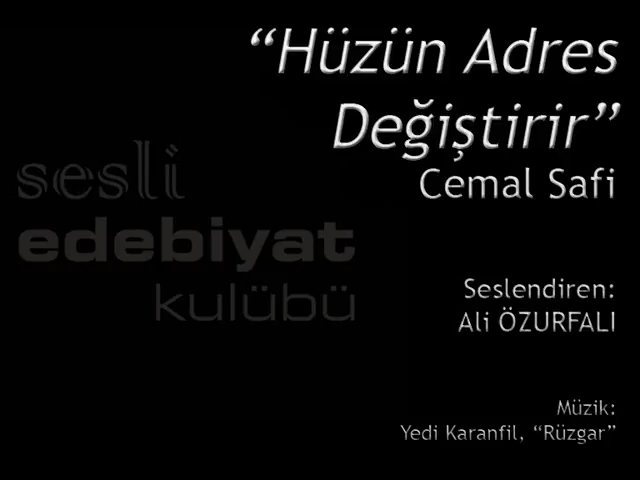 “Hüzün Adres
Değiştirir”
Cemal Safi
sesli
edebiyat
kulübü
Seslendiren:
Ali ÖZURFALI
Müzik:
Yedi Karanfil, “Rüzgar”